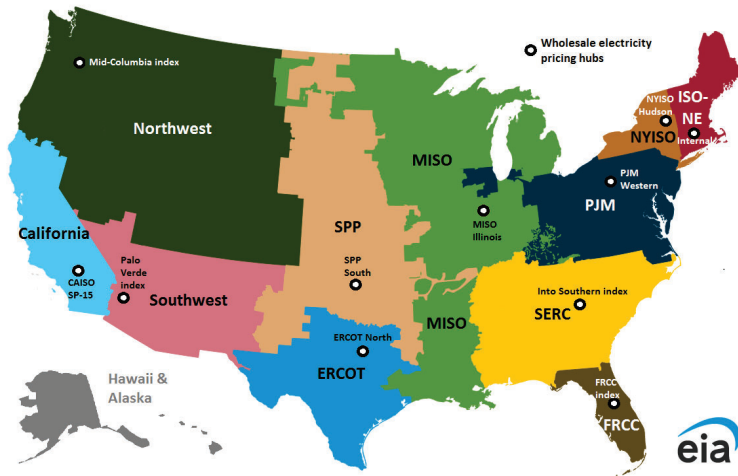 Wholesale electricity
pricing hubs
Mid-Columbia index
Northwest
MISO
NYISO
Hudson
ISO-
NE
Internal
NYISO
PJM
Western
PJM
MISO
Illinois
California
CAISO
SP-15
Palo
Verde
index
Southwest
SPP
SPP
South
Into Southern index
SERC
MISO
ERCOT North
ERCOT
Hawaii &
Alaska
FRCC
index
FRCC
eia